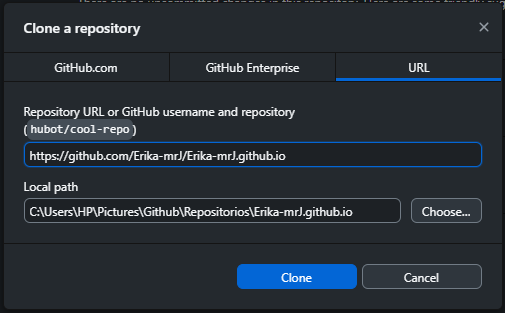 Clone a repository
GitHub.com GitHub Enterprise URL
Repository URL or GitHub username and repository
(hubot/cool-repo)
https://github.com/Erika-mrJ/Erika-mrJ.github.io
Local path
C:\Users\HP\Pictures\Github\Repositorios\Erika-mrJ.github.io
Choose...
Clone Cancel